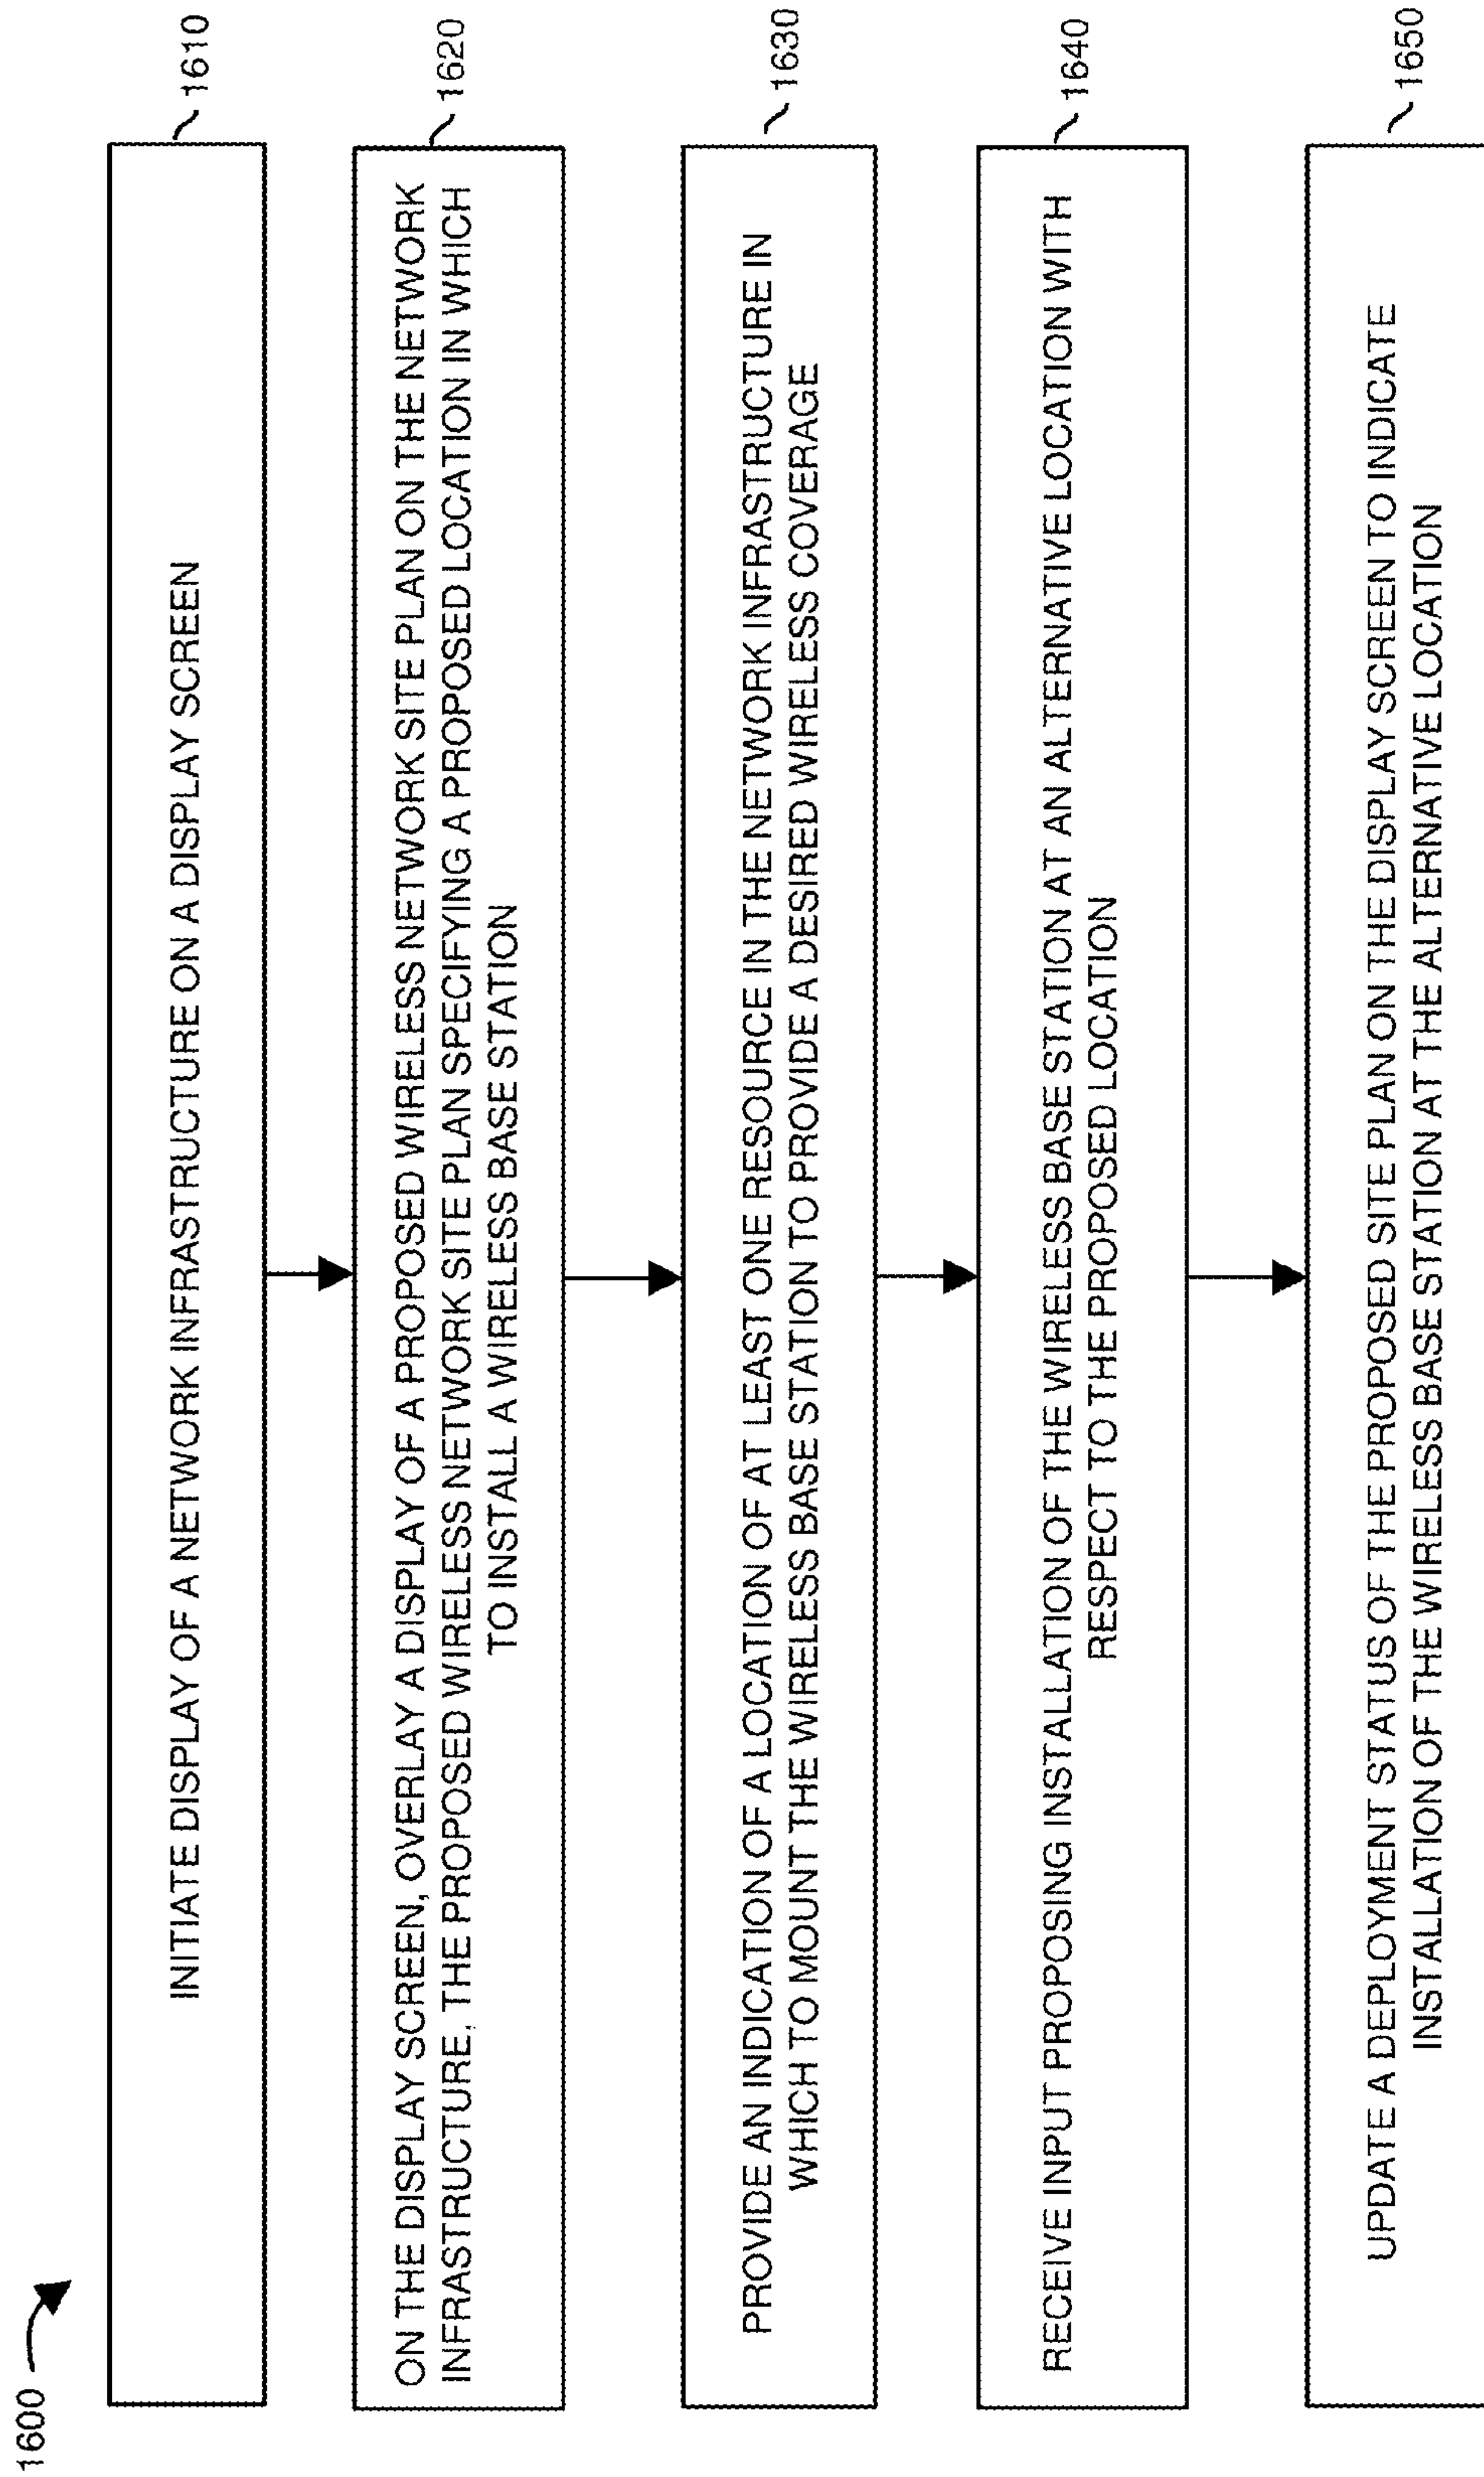 1600
INITIATE DISPLAY OF A NETWORK INFRASTRUCTURE ON A DISPLAY SCREEN
1610
ON THE DISPLAY SCREEN, OVERLAY A DISPLAY OF A PROPOSED WIRELESS NETWORK SITE PLAN ON THE NETWORK
INFRASTRUCTURE, THE PROPOSED WIRELESS NETWORK SITE PLAN SPECIFYING A PROPOSED LOCATION IN WHICH
TO INSTALL A WIRELESS BASE STATION
1620
PROVIDE AN INDICATION OF A LOCATION OF AT LEAST ONE RESOURCE IN THE NETWORK INFRASTRUCTURE IN
WHICH TO MOUNT THE WIRELESS BASE STATION TO PROVIDE A DESIRED WIRELESS COVERAGE
1630
RECEIVE INPUT PROPOSING INSTALLATION OF THE WIRELESS BASE STATION AT AN ALTERNATIVE LOCATION WITH
RESPECT TO THE PROPOSED LOCATION
1640
UPDATE A DEPLOYMENT STATUS OF THE PROPOSED SITE PLAN ON THE DISPLAY SCREEN TO INDICATE
INSTALLATION OF THE WIRELESS BASE STATION AT THE ALTERNATIVE LOCATION
1650